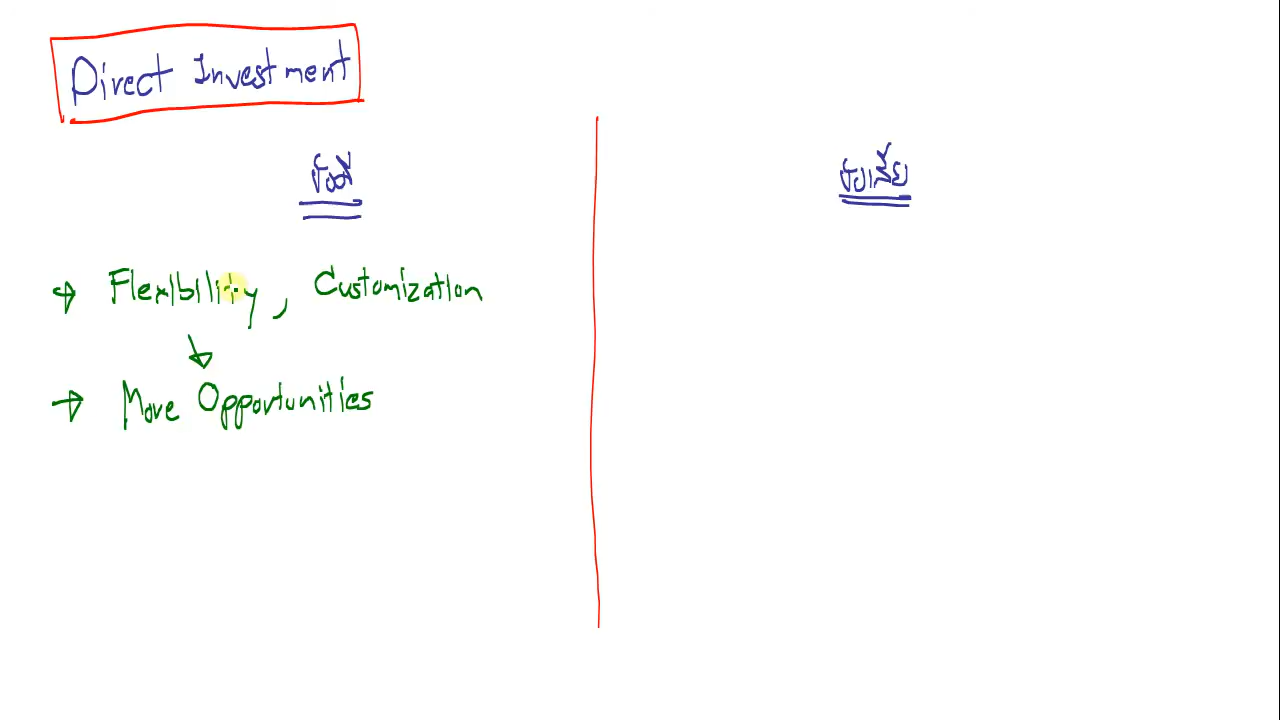 Direct Investment
ข้อดี
ข้อเสีย
→ Flexibility, Customization
↓
→ More Opportunities